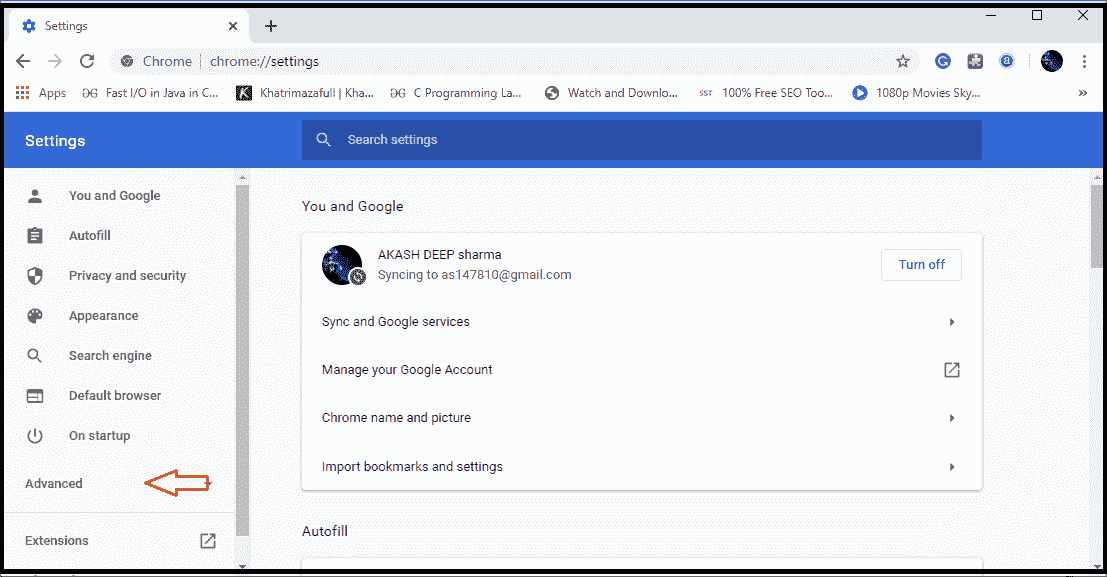 Settings
Chrome | chrome://settings
Apps Fast I/O in Java in C... Khatrimazafull | Kha... C Programming La... Watch and Downlo... SST 100% Free SEO Too... 1080p Movies Sky... »
Settings
Search settings
You and Google
Autofill
Privacy and security
Appearance
Search engine
Default browser
On startup
Advanced
Extensions
You and Google
AKASH DEEP sharma
Syncing to as147810@gmail.com
Turn off
Sync and Google services
Manage your Google Account
Chrome name and picture
Import bookmarks and settings
Autofill